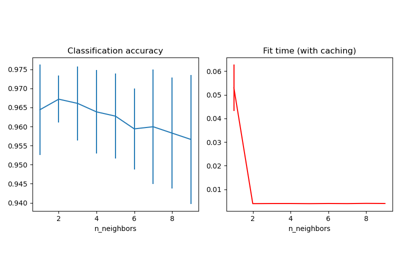 Classification accuracy
0.975
0.970
0.965
0.960
0.955
0.950
0.945
0.940
2 4 6 8
n_neighbors
Fit time (with caching)
0.06
0.05
0.04
0.03
0.02
0.01
2 4 6 8
n_neighbors